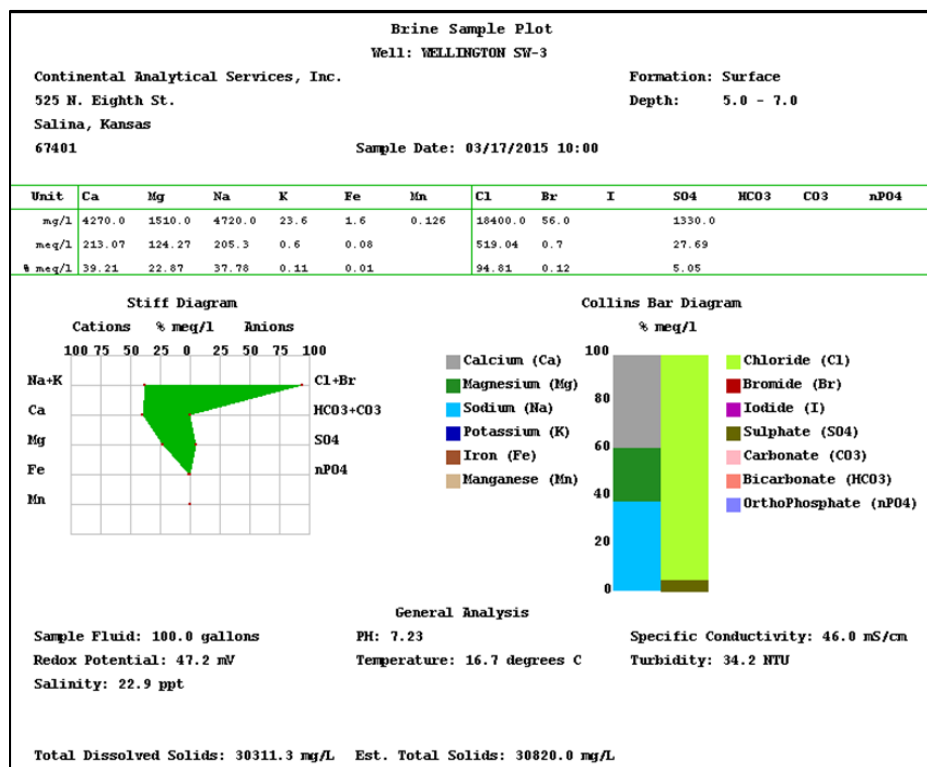 Brine Sample Plot
Well: WELLINGTON SW-3
Continental Analytical Services, Inc. Formation: Surface
525 N. Eighth St. Depth: 5.0 - 7.0
Salina, Kansas
67401 Sample Date: 03/17/2015 10:00
Unit Ca Mg Na K Fe Mn Cl Br I SO4 HCO3 CO3 nPO4
mg/l 4270.0 1510.0 4720.0 23.6 1.6 0.126 18400.0 56.0 1330.0
meq/l 213.07 124.27 205.3 0.6 0.08 519.04 0.7 27.69
% meq/l 39.21 22.87 37.78 0.11 0.01 94.81 0.12 5.05
Stiff Diagram
Cations % meq/l Anions
100 75 50 25 0 25 50 75 100
Na+K Cl+Br
Ca HCO3+CO3
Mg SO4
Fe nPO4
Mn
Collins Bar Diagram
% meq/l
100
80
60
40
20
0
Calcium (Ca)
Magnesium (Mg)
Sodium (Na)
Potassium (K)
Iron (Fe)
Manganese (Mn)
Chloride (Cl)
Bromide (Br)
Iodide (I)
Sulphate (SO4)
Carbonate (CO3)
Bicarbonate (HCO3)
OrthoPhosphate (nPO4)
General Analysis
Sample Fluid: 100.0 gallons PH: 7.23 Specific Conductivity: 46.0 mS/cm
Redox Potential: 47.2 mV Temperature: 16.7 degrees C Turbidity: 34.2 NTU
Salinity: 22.9 ppt
Total Dissolved Solids: 30311.3 mg/L Est. Total Solids: 30820.0 mg/L